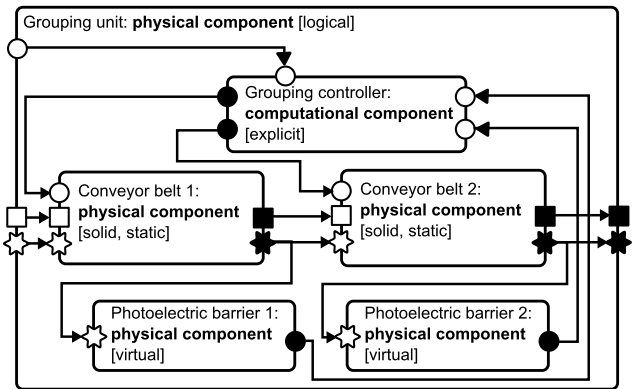 Grouping unit: physical component [logical]
Grouping controller:
computational component
[explicit]
Conveyor belt 1:
physical component
[solid, static]
Conveyor belt 2:
physical component
[solid, static]
Photoelectric barrier 1:
physical component
[virtual]
Photoelectric barrier 2:
physical component
[virtual]